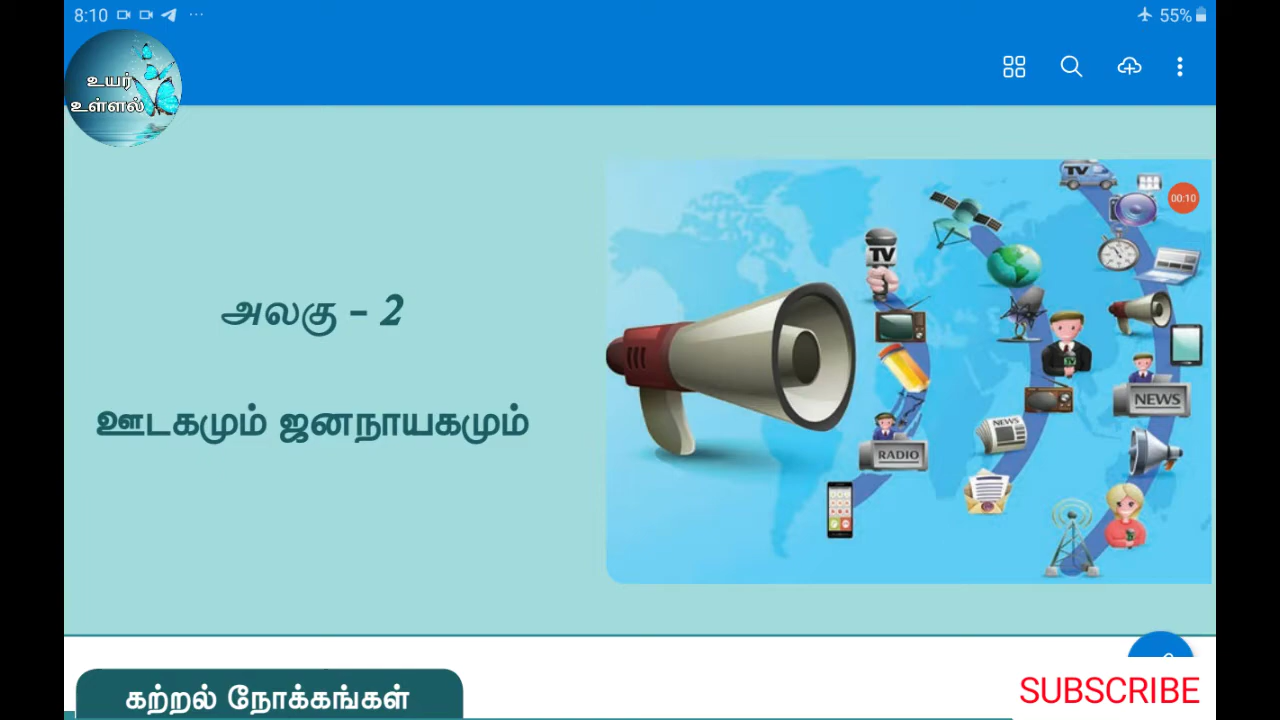 8:10
55%
உயர்
உள்ளல்
00:10
TV
TV
அலகு – 2
ஊடகமும் ஜனநாயகமும்
TV
NEWS
NEWS
RADIO
கற்றல் நோக்கங்கள்
SUBSCRIBE